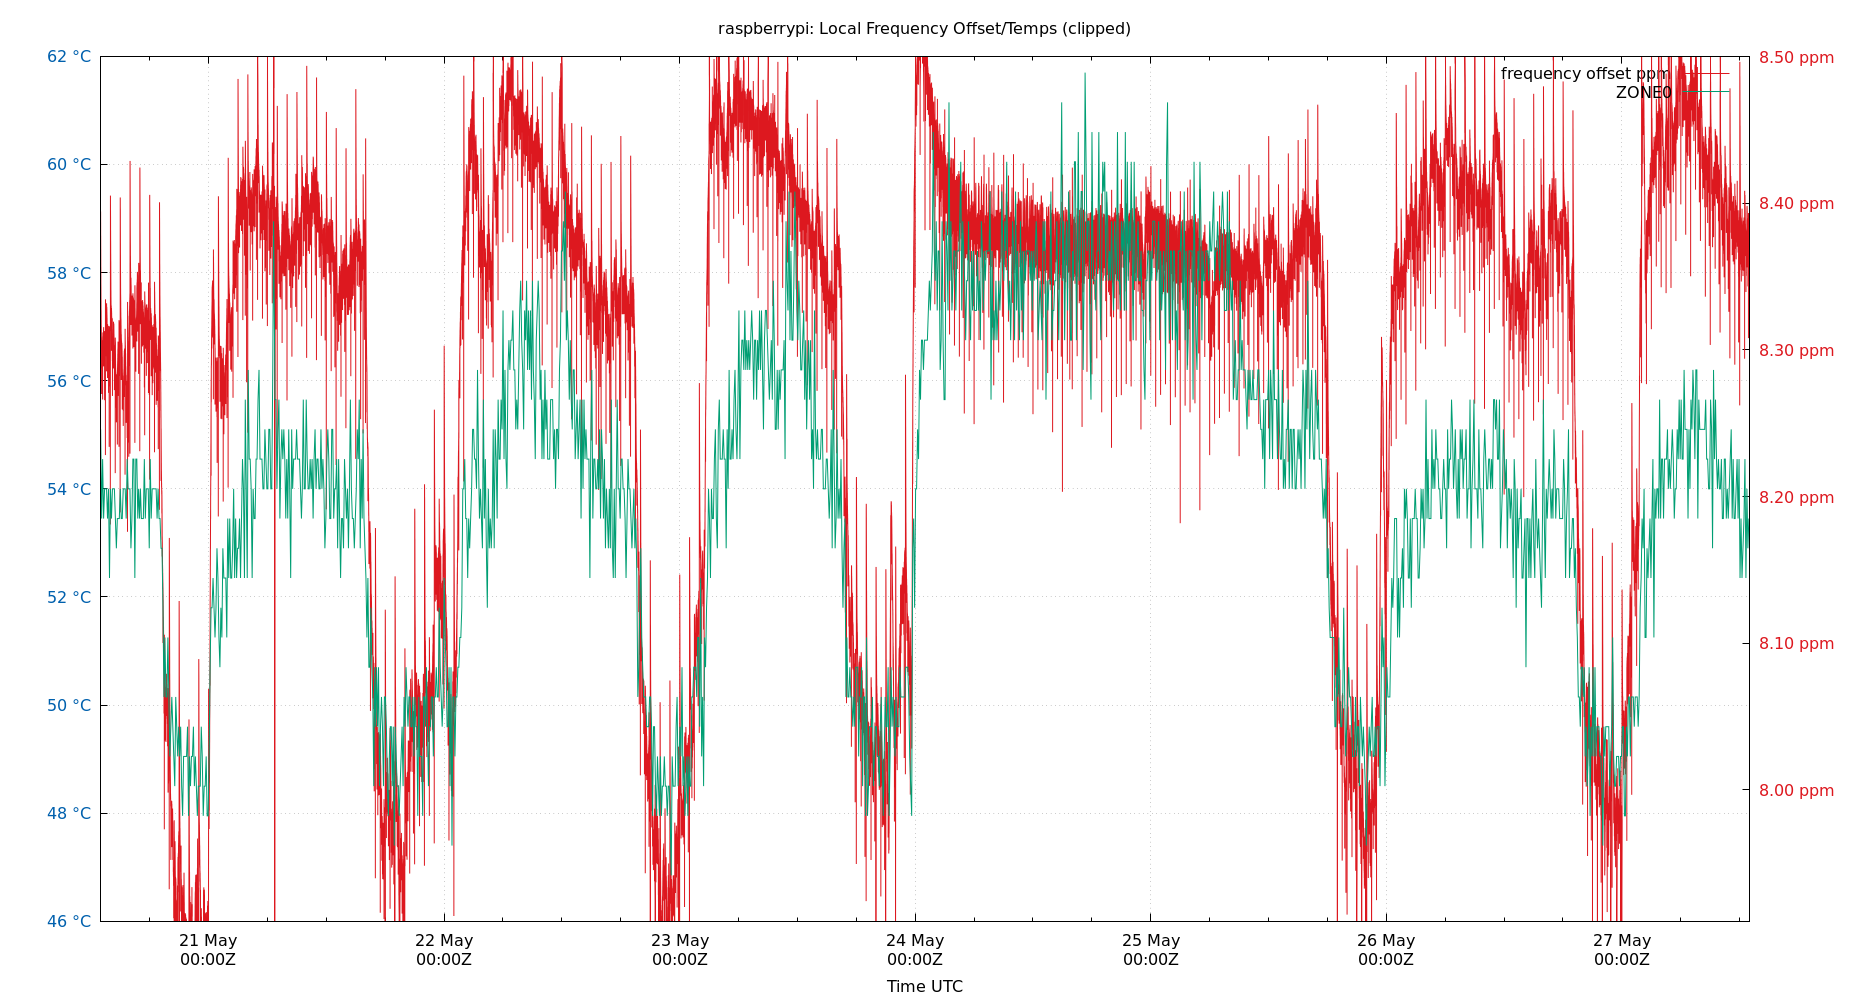 raspberrypi: Local Frequency Offset/Temps (clipped)
62 °C
60 °C
58 °C
56 °C
54 °C
52 °C
50 °C
48 °C
46 °C
8.50 ppm
8.40 ppm
8.30 ppm
8.20 ppm
8.10 ppm
8.00 ppm
frequency offset ppm
ZONE0
21 May
00:00Z
22 May
00:00Z
23 May
00:00Z
24 May
00:00Z
25 May
00:00Z
26 May
00:00Z
27 May
00:00Z
Time UTC